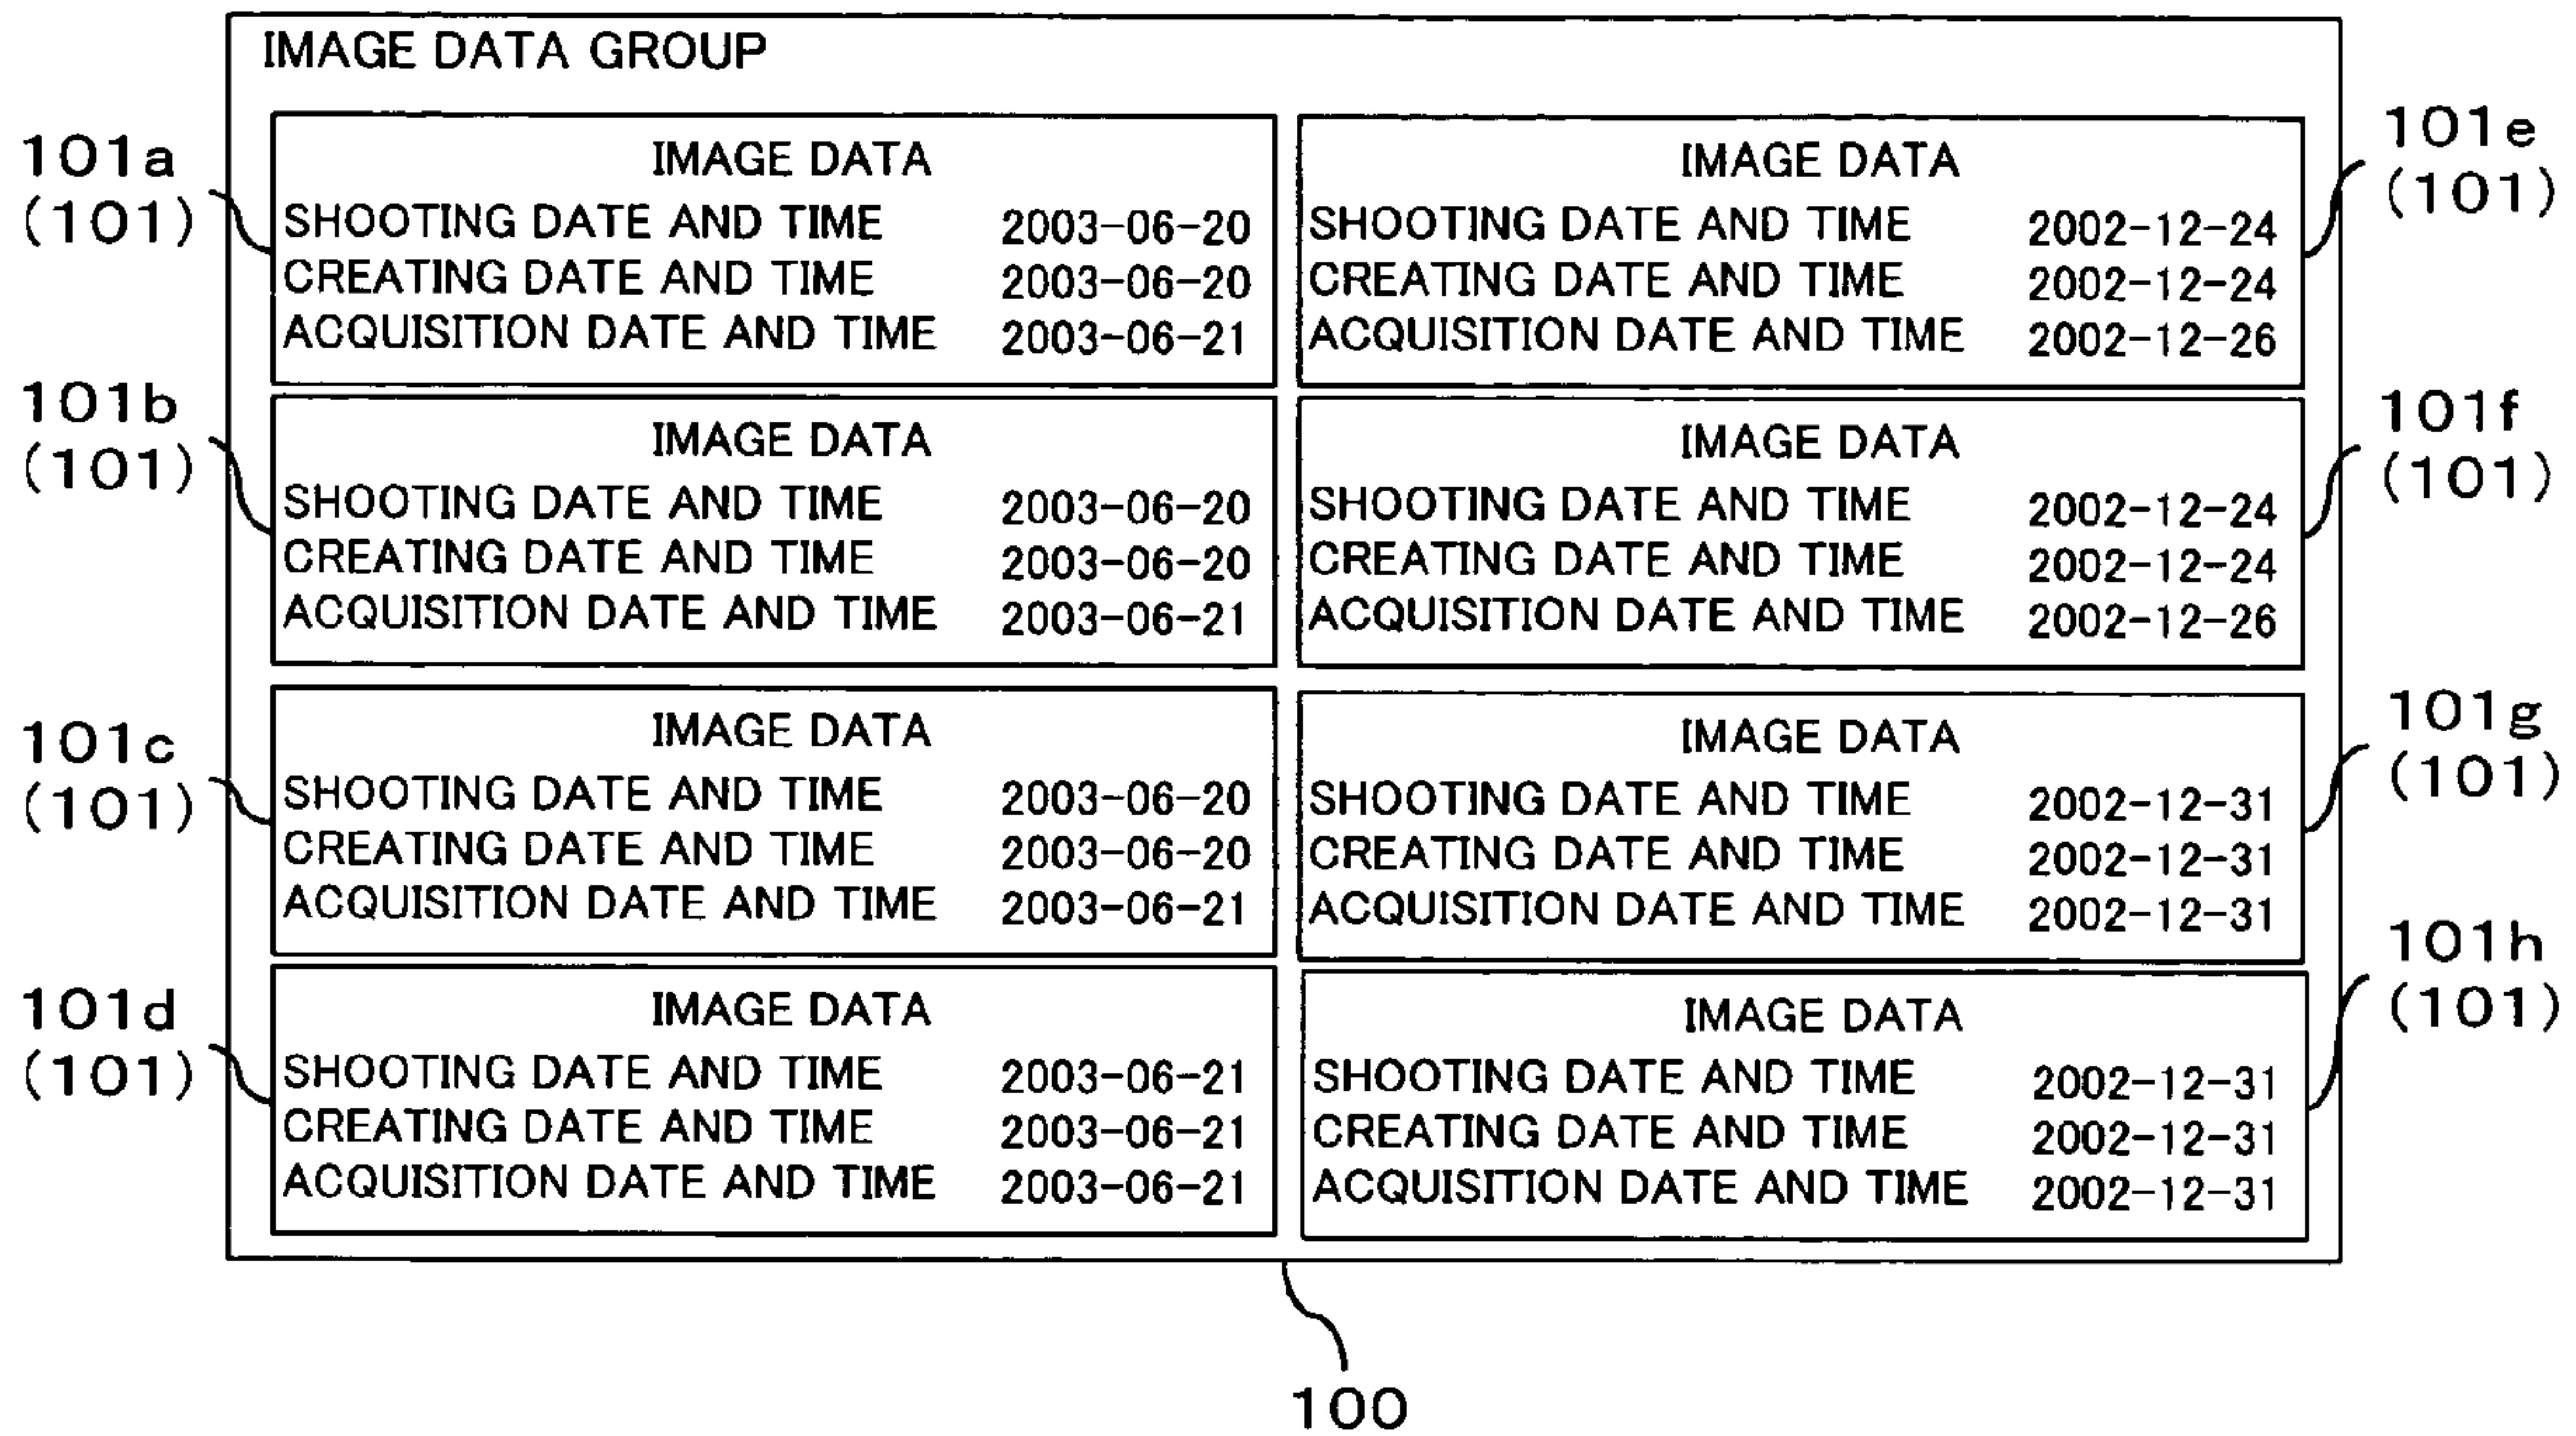 IMAGE DATA GROUP
101a
(101)
IMAGE DATA
SHOOTING DATE AND TIME 2003-06-20
CREATING DATE AND TIME 2003-06-20
ACQUISITION DATE AND TIME 2003-06-21
101b
(101)
IMAGE DATA
SHOOTING DATE AND TIME 2003-06-20
CREATING DATE AND TIME 2003-06-20
ACQUISITION DATE AND TIME 2003-06-21
101c
(101)
IMAGE DATA
SHOOTING DATE AND TIME 2003-06-20
CREATING DATE AND TIME 2003-06-20
ACQUISITION DATE AND TIME 2003-06-21
101d
(101)
IMAGE DATA
SHOOTING DATE AND TIME 2003-06-21
CREATING DATE AND TIME 2003-06-21
ACQUISITION DATE AND TIME 2003-06-21
101e
(101)
IMAGE DATA
SHOOTING DATE AND TIME 2002-12-24
CREATING DATE AND TIME 2002-12-24
ACQUISITION DATE AND TIME 2002-12-26
101f
(101)
IMAGE DATA
SHOOTING DATE AND TIME 2002-12-24
CREATING DATE AND TIME 2002-12-24
ACQUISITION DATE AND TIME 2002-12-26
101g
(101)
IMAGE DATA
SHOOTING DATE AND TIME 2002-12-31
CREATING DATE AND TIME 2002-12-31
ACQUISITION DATE AND TIME 2002-12-31
101h
(101)
IMAGE DATA
SHOOTING DATE AND TIME 2002-12-31
CREATING DATE AND TIME 2002-12-31
ACQUISITION DATE AND TIME 2002-12-31
100